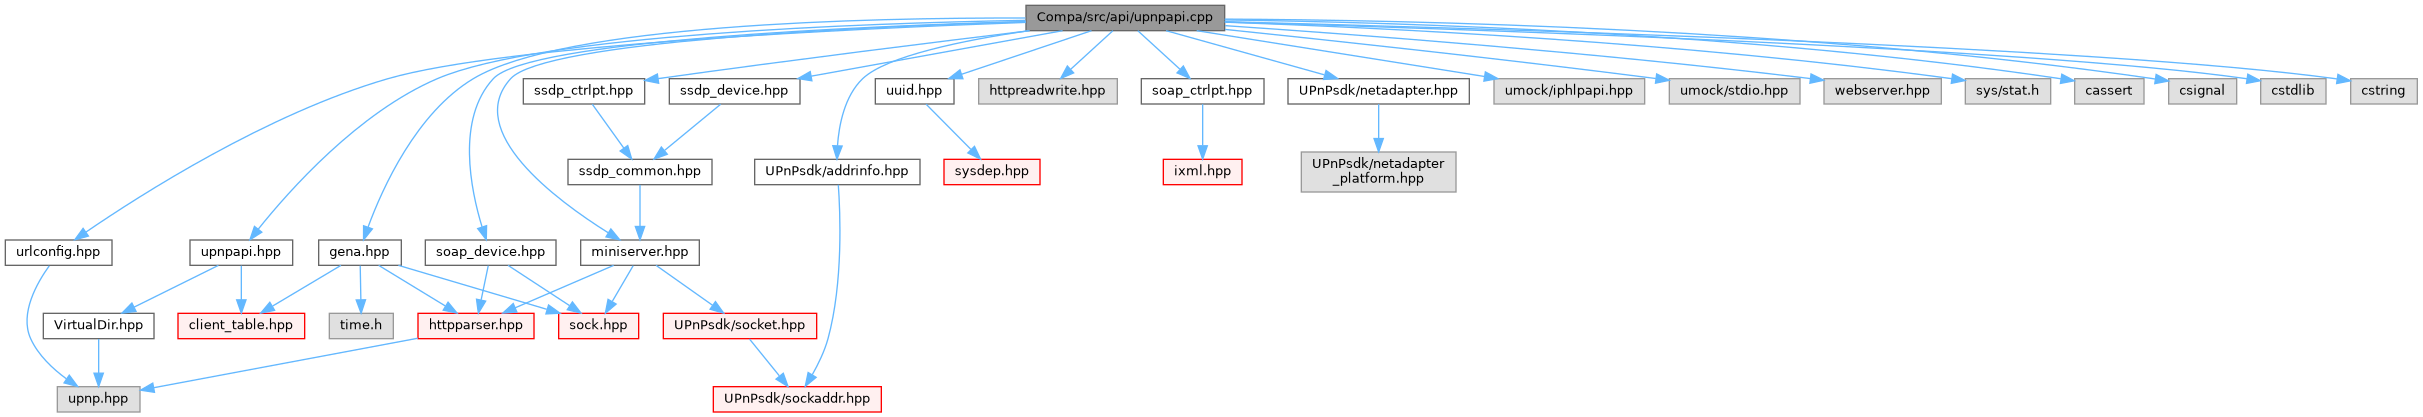 Compa/src/api/upnpapi.cpp
ssdp_ctrlpt.hpp
ssdp_device.hpp
uuid.hpp
httpreadwrite.hpp
soap_ctrlpt.hpp
UPnPsdk/netadapter.hpp
umock/iphlpapi.hpp
umock/stdio.hpp
webserver.hpp
sys/stat.h
cassert
csignal
cstdlib
cstring
ssdp_common.hpp
UPnPsdk/addrinfo.hpp
sysdep.hpp
ixml.hpp
UPnPsdk/netadapter
_platform.hpp
urlconfig.hpp
upnpapi.hpp
gena.hpp
soap_device.hpp
miniserver.hpp
VirtualDir.hpp
client_table.hpp
time.h
httpparser.hpp
sock.hpp
UPnPsdk/socket.hpp
upnp.hpp
UPnPsdk/sockaddr.hpp